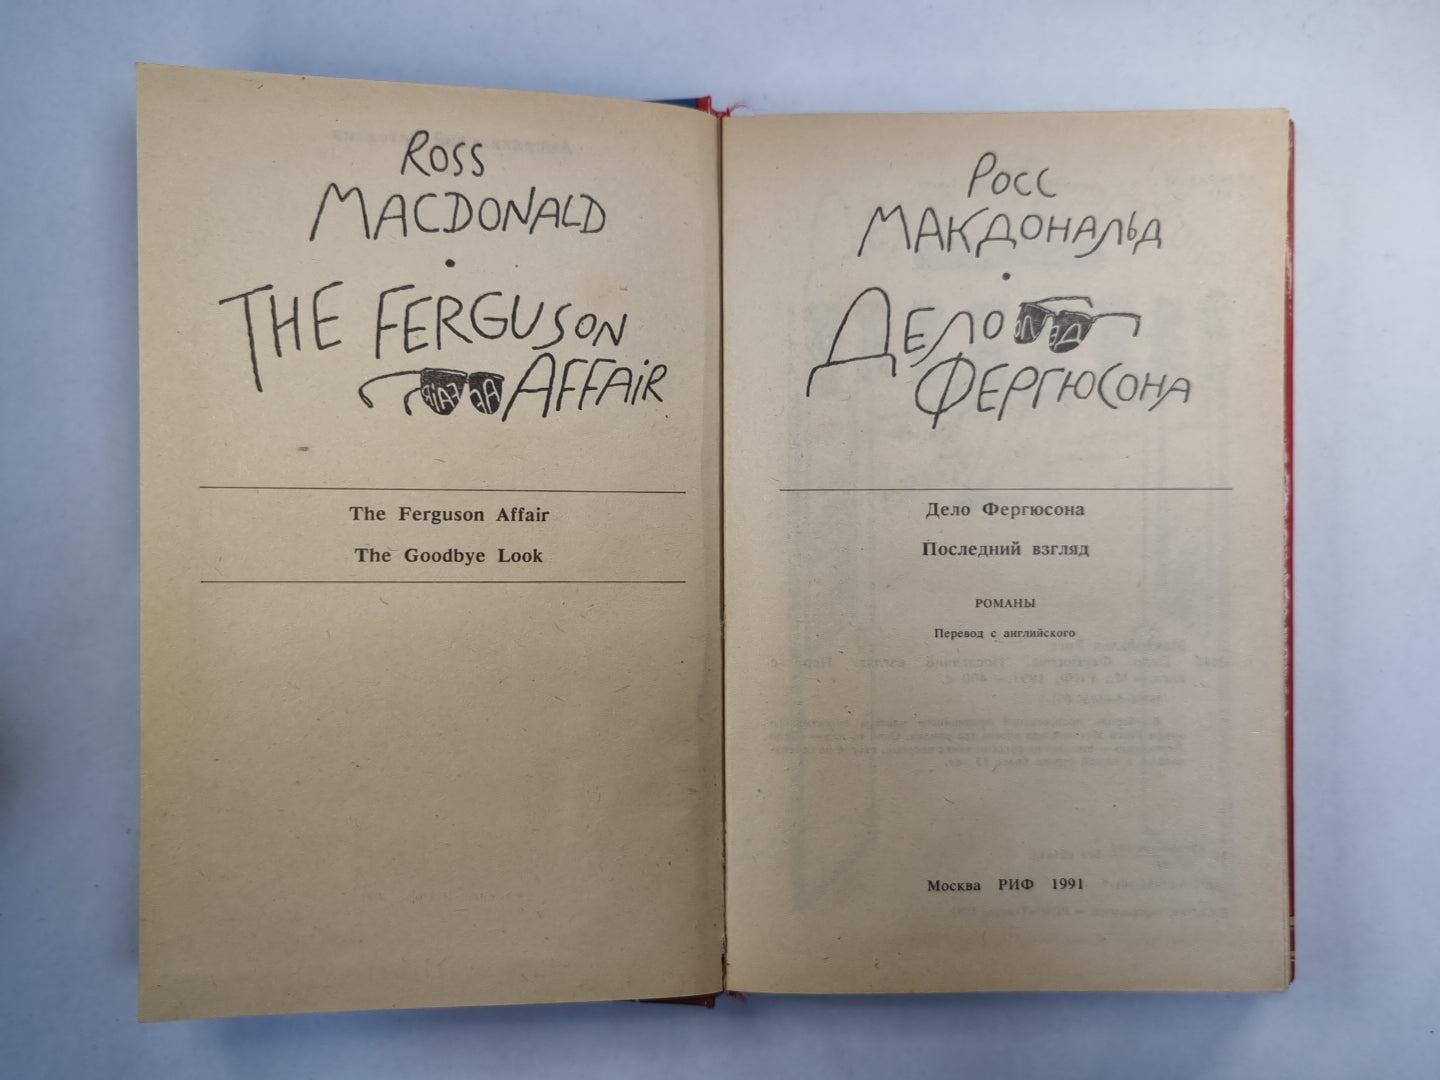 ROSS
MACDONALD
•
THE FERGUSON
AFFAIR
The Ferguson Affair
The Goodbye Look
РОСС
МАКДОНАЛЬД
•
ДЕЛО
ФЕРГЮСОНА
Дело Фергюсона
Последний взгляд
РОМАНЫ
Перевод с английского
Москва РИФ 1991